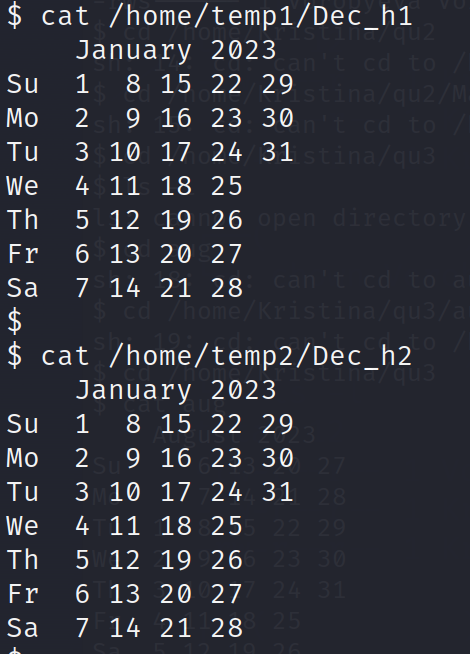 $ cat /home/temp1/Dec_h1
January 2023
Su 1 8 15 22 29
Mo 2 9 16 23 30
Tu 3 10 17 24 31
We 4 11 18 25
Th 5 12 19 26
Fr 6 13 20 27
Sa 7 14 21 28
$
$ cat /home/temp2/Dec_h2
January 2023
Su 1 8 15 22 29
Mo 2 9 16 23 30
Tu 3 10 17 24 31
We 4 11 18 25
Th 5 12 19 26
Fr 6 13 20 27
Sa 7 14 21 28
$